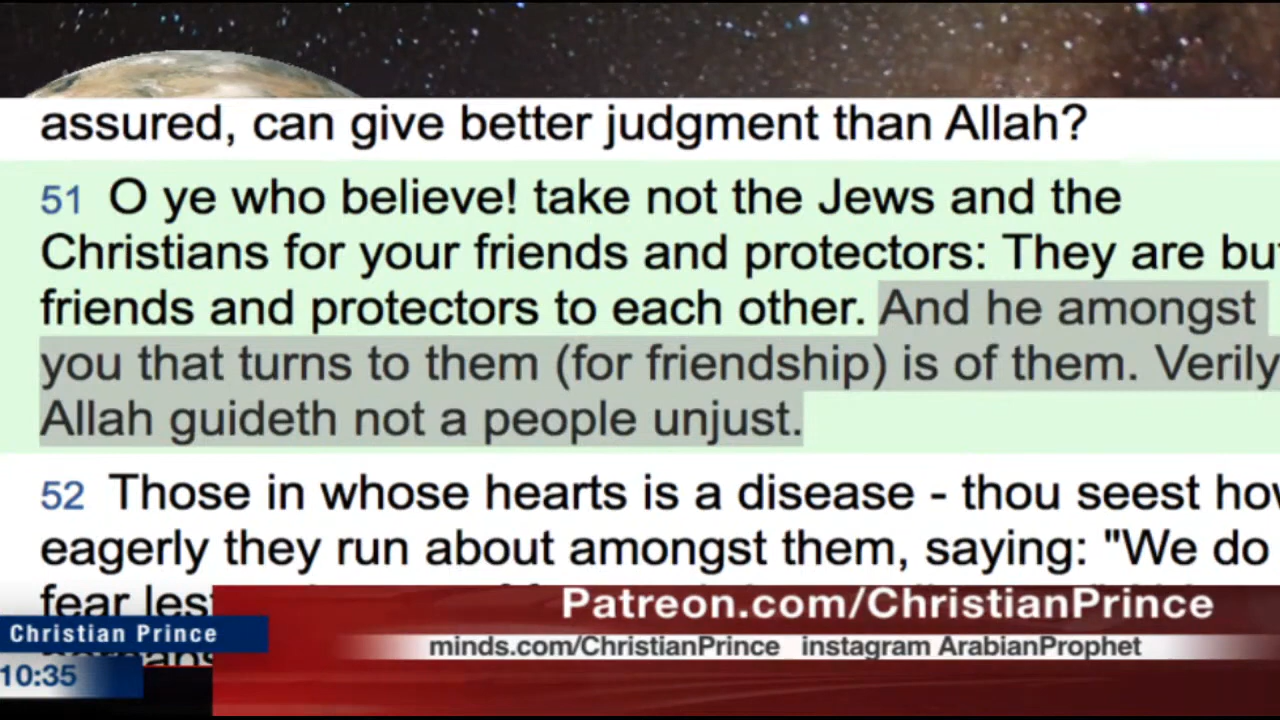 assured, can give better judgment than Allah?
51 O ye who believe! take not the Jews and the
Christians for your friends and protectors: They are but
friends and protectors to each other. And he amongst
you that turns to them (for friendship) is of them. Verily
Allah guideth not a people unjust.
52 Those in whose hearts is a disease - thou seest how
eagerly they run about amongst them, saying: "We do
fear lest
Patreon.com/ChristianPrince
Christian Prince
minds.com/ChristianPrince instagram ArabianProphet
10:35